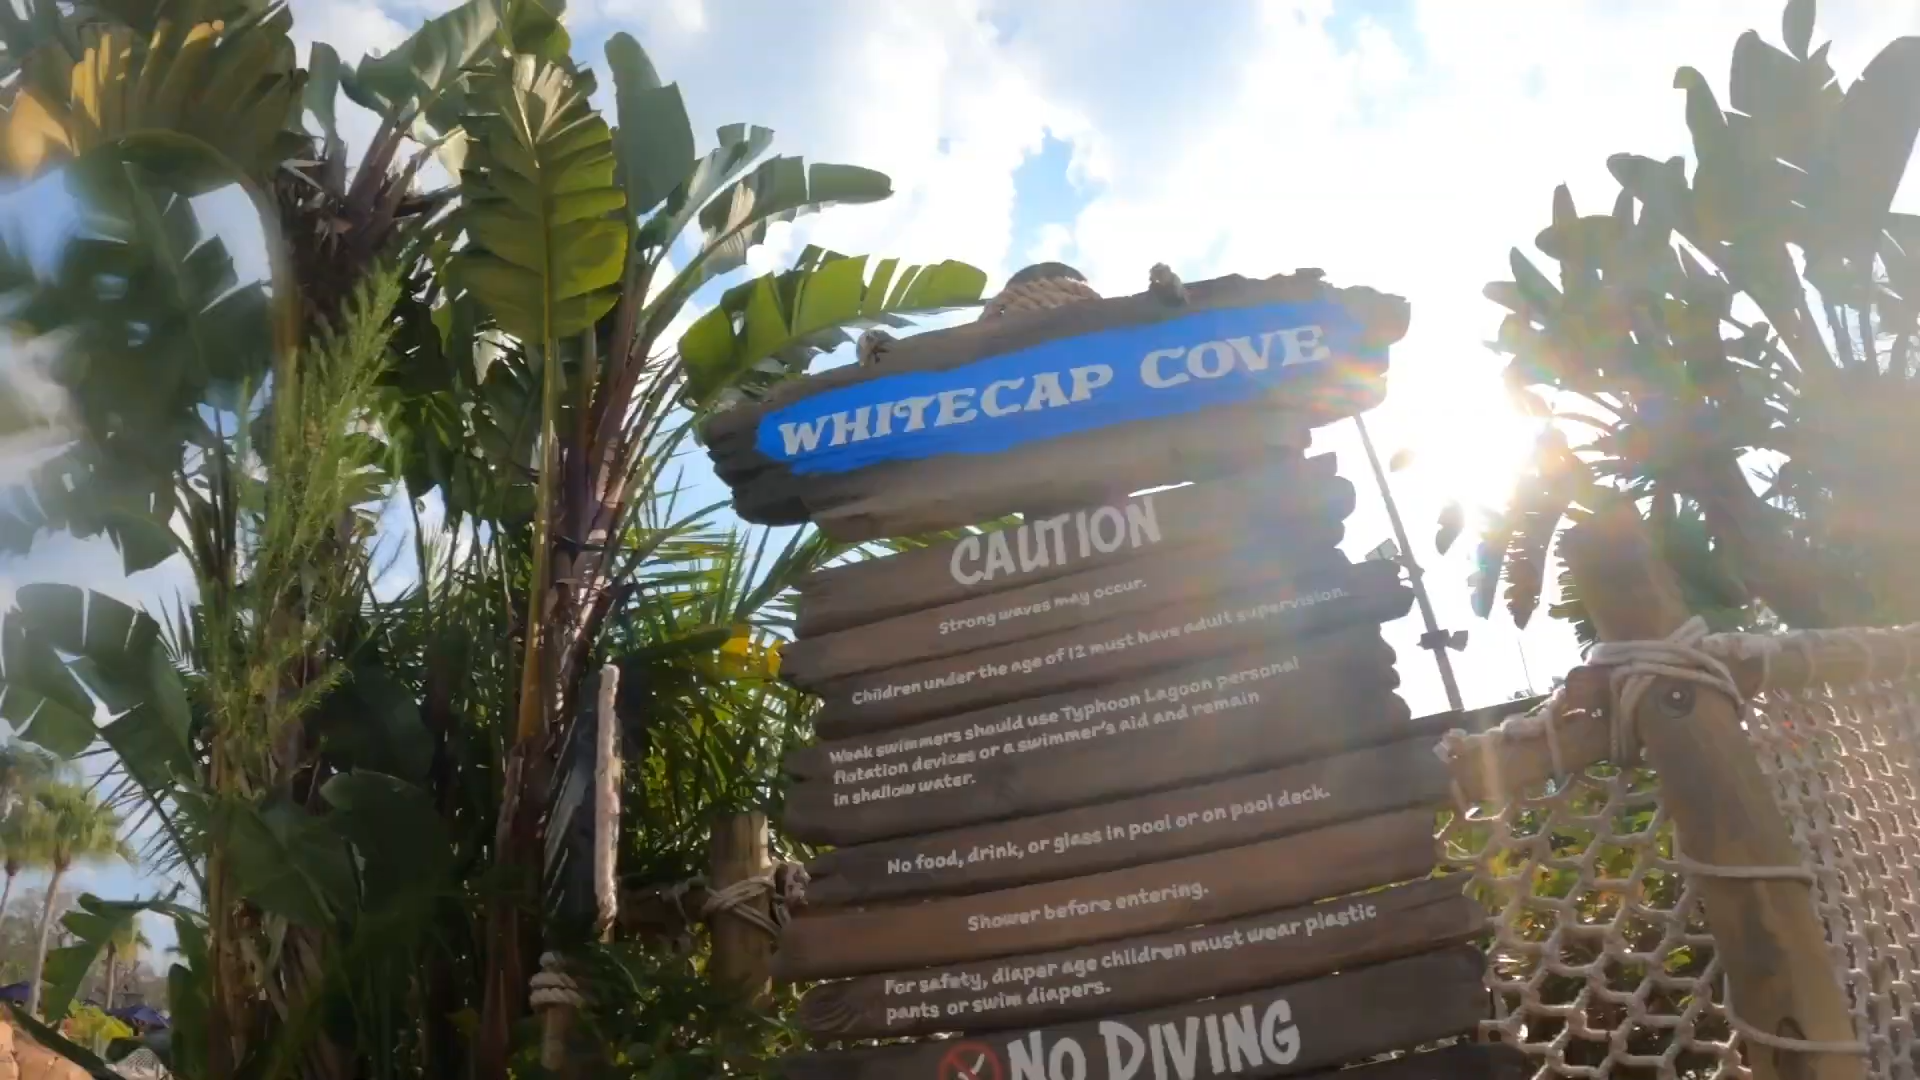 WHITECAP COVE
CAUTION
Strong waves may occur.
Children under the age of 12 must have adult supervision.
Weak swimmers should use Typhoon Lagoon personal
flotation devices or a swimmer's aid and remain
in shallow water.
No food, drink, or glass in pool or on pool deck.
Shower before entering.
For safety, diaper age children must wear plastic
pants or swim diapers.
NO DIVING